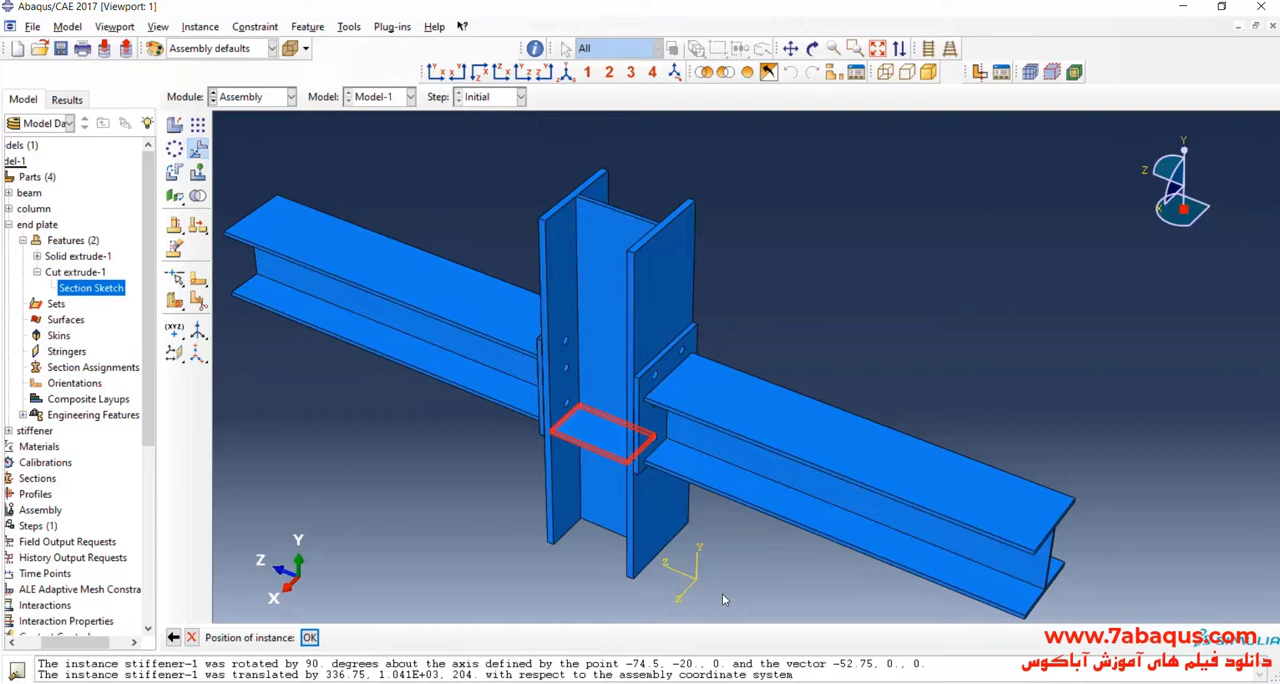 Abaqus/CAE 2017 [Viewport: 1]
File Model Viewport View Instance Constraint Feature Tools Plug-ins Help
Assembly defaults All
1 2 3 4
Model Results Module: Assembly Model: Model-1 Step: Initial
Model Da
dels (1)
del-1
Parts (4)
beam
column
end plate
Features (2)
Solid extrude-1
Cut extrude-1
Section Sketch
Sets
Surfaces
Skins
Stringers
Section Assignments
Orientations
Composite Layups
Engineering Features
stiffener
Materials
Calibrations
Sections
Profiles
Assembly
Steps (1)
Field Output Requests
History Output Requests
Time Points
ALE Adaptive Mesh Constra
Interactions
Interaction Properties
(XYZ)
Y
Z
X
Y
Z
X
Y
Z
X
Position of instance: OK
www.7abaqus.com
دانلود فیلم های آموزش آباکوس
The instance stiffener-1 was rotated by 90. degrees about the axis defined by the point -74.5, -20., 0. and the vector -52.75, 0., 0.
The instance stiffener-1 was translated by 336.75, 1.041E+03, 204. with respect to the assembly coordinate system